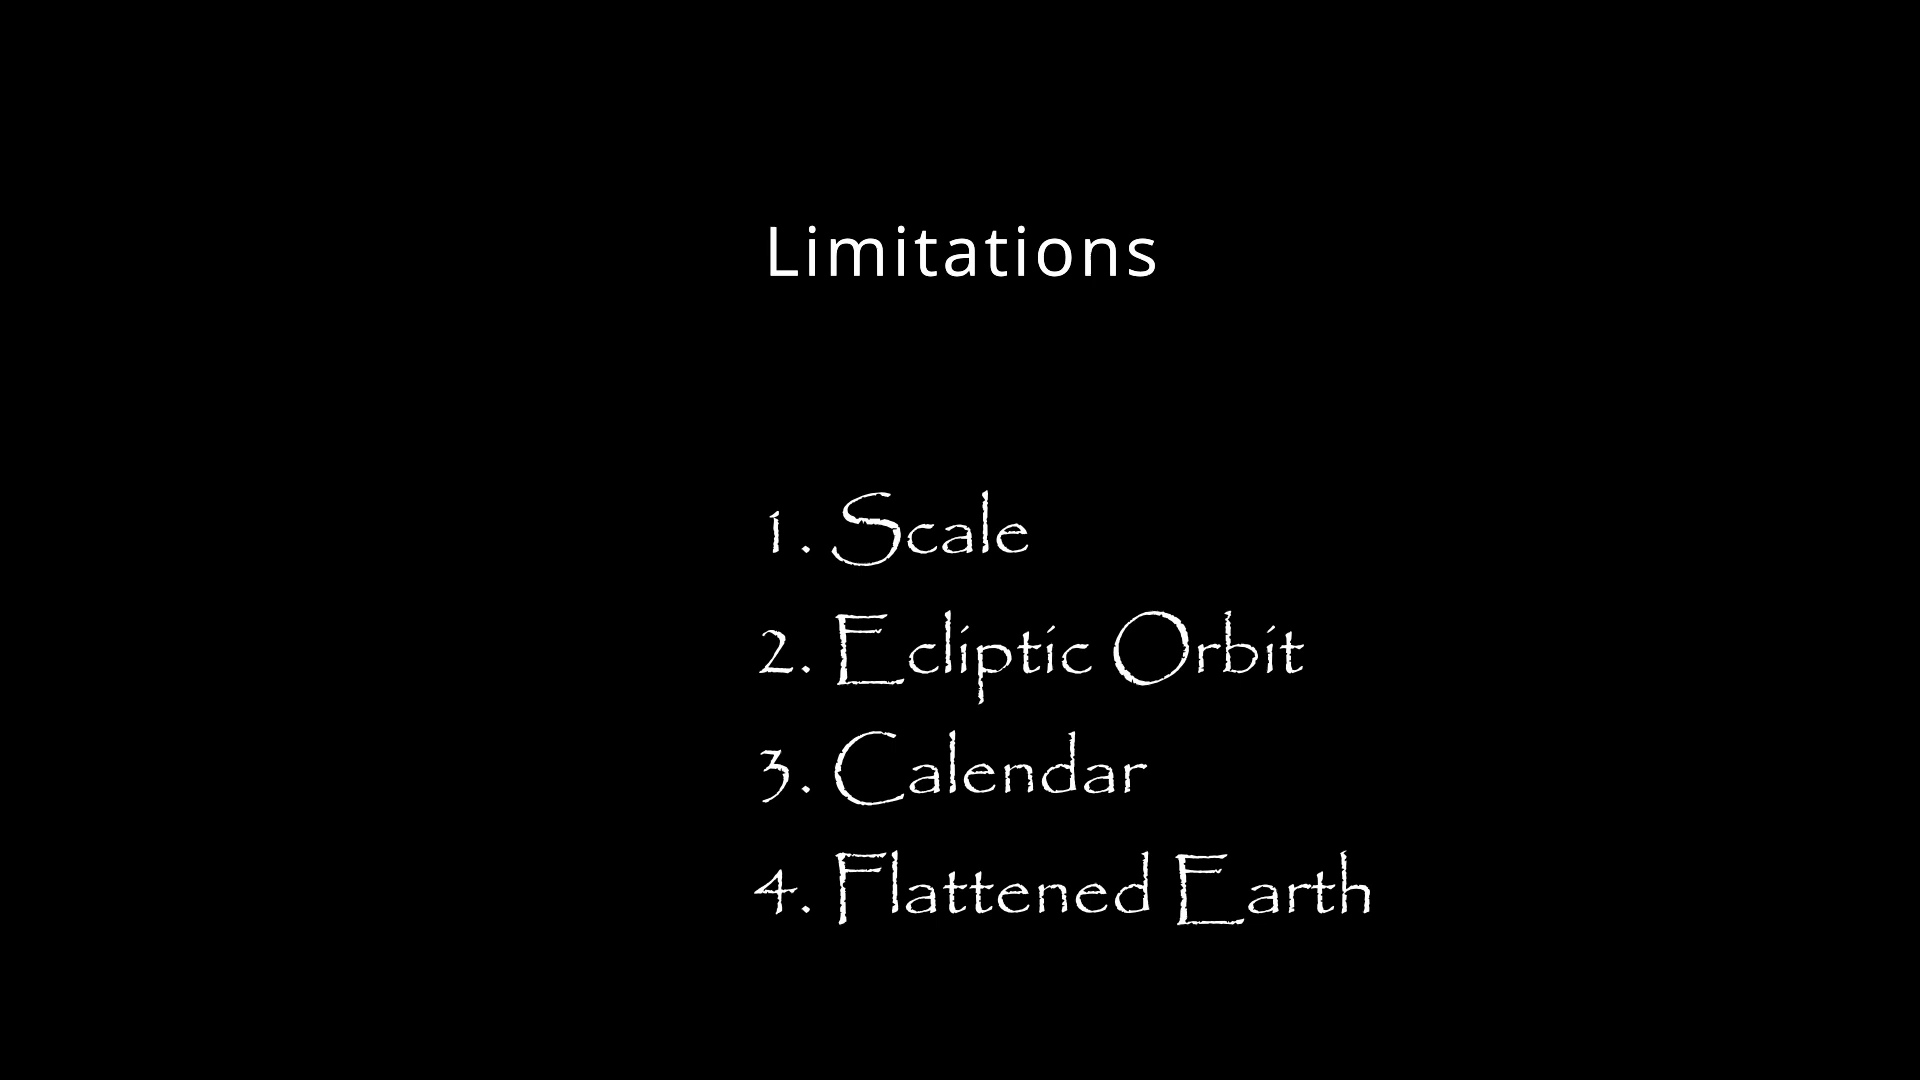 Limitations
1. Scale
2. Ecliptic Orbit
3. Calendar
4. Flattened Earth